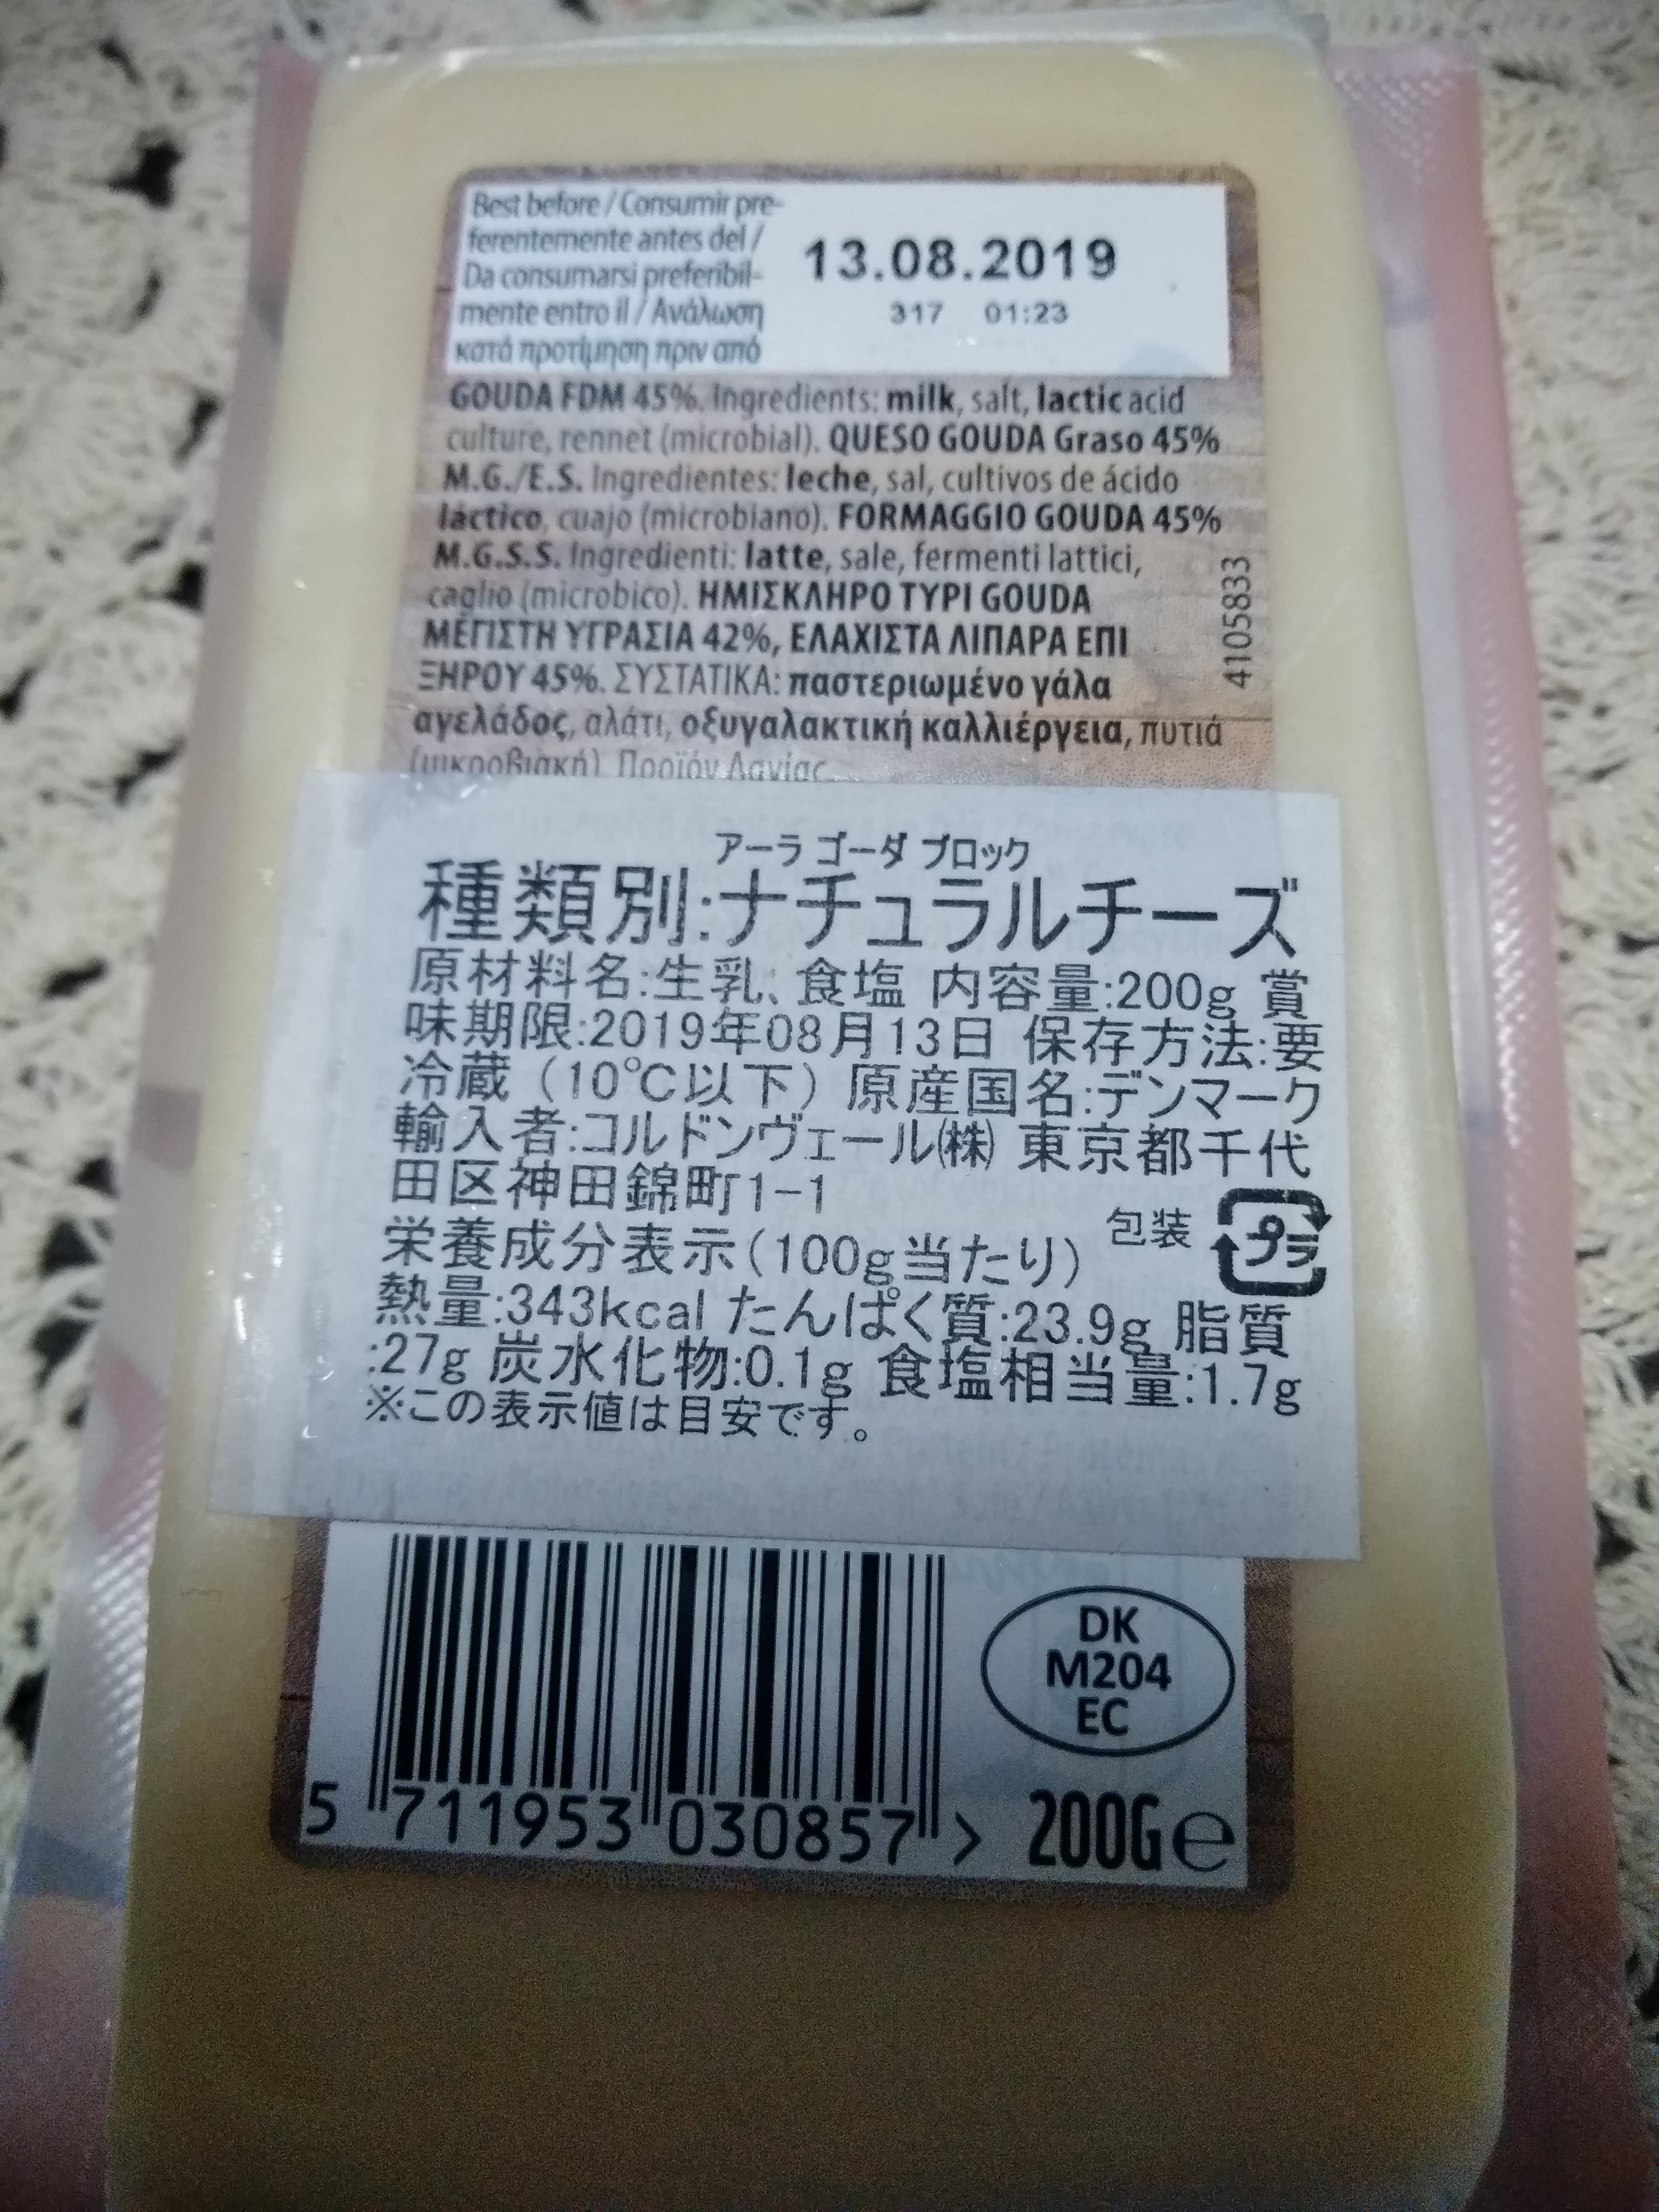 Best before / Consumir pre-
ferentemente antes del /
Da consumarsi preferibil-
mente entro il / Ανάλωση
κατά προτίμηση πριν από
13.08.2019
317 01:23
GOUDA FDM 45%. Ingredients: milk, salt, lactic acid
culture, rennet (microbial). QUESO GOUDA Graso 45%
M.G./E.S. Ingredientes: leche, sal, cultivos de ácido
láctico, cuajo (microbiano). FORMAGGIO GOUDA 45%
M.G.S.S. Ingredienti: latte, sale, fermenti lattici,
caglio (microbico). ΗΜΙΣΚΛΗΡΟ ΤΥΡΙ GOUDA
ΜΕΓΙΣΤΗ ΥΓΡΑΣΙΑ 42%, ΕΛΑΧΙΣΤΑ ΛΙΠΑΡΑ ΕΠΙ
ΞΗΡΟΥ 45%. ΣΥΣΤΑΤΙΚΑ: παστεριωμένο γάλα
αγελάδος, αλάτι, οξυγαλακτική καλλιέργεια, πυτιά
(μικροβιακή). Προϊόν Δανίας.
4105833
アーラ ゴーダ ブロック
種類別:ナチュラルチーズ
原材料名:生乳、食塩 内容量:200g 賞
味期限:2019年08月13日 保存方法:要
冷蔵（10℃以下）原産国名:デンマーク
輸入者:コルドンヴェール㈱ 東京都千代
田区神田錦町1-1
栄養成分表示(100g当たり)
包装 プラ
熱量:343kcal たんぱく質:23.9g 脂質
:27g 炭水化物:0.1g 食塩相当量:1.7g
※この表示値は目安です。
DK
M204
EC
5 711953 030857 >
200G ℮